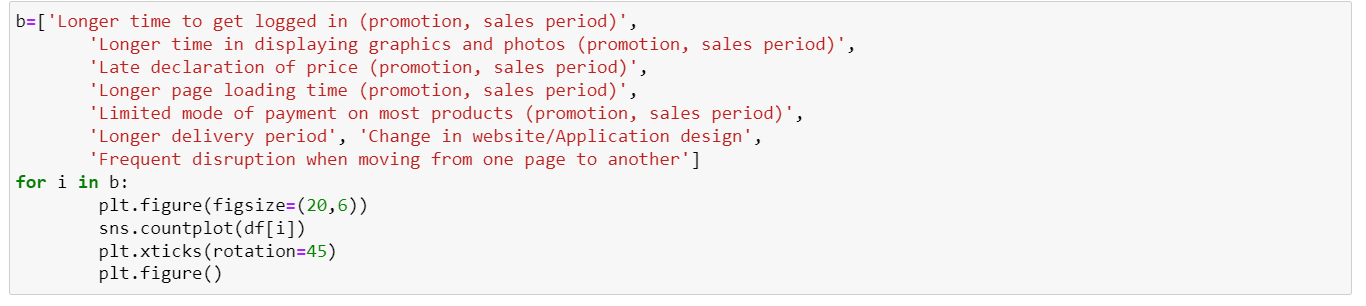 b=['Longer time to get logged in (promotion, sales period)',
'Longer time in displaying graphics and photos (promotion, sales period)',
'Late declaration of price (promotion, sales period)',
'Longer page loading time (promotion, sales period)',
'Limited mode of payment on most products (promotion, sales period)',
'Longer delivery period', 'Change in website/Application design',
'Frequent disruption when moving from one page to another']
for i in b:
plt.figure(figsize=(20,6))
sns.countplot(df[i])
plt.xticks(rotation=45)
plt.figure()